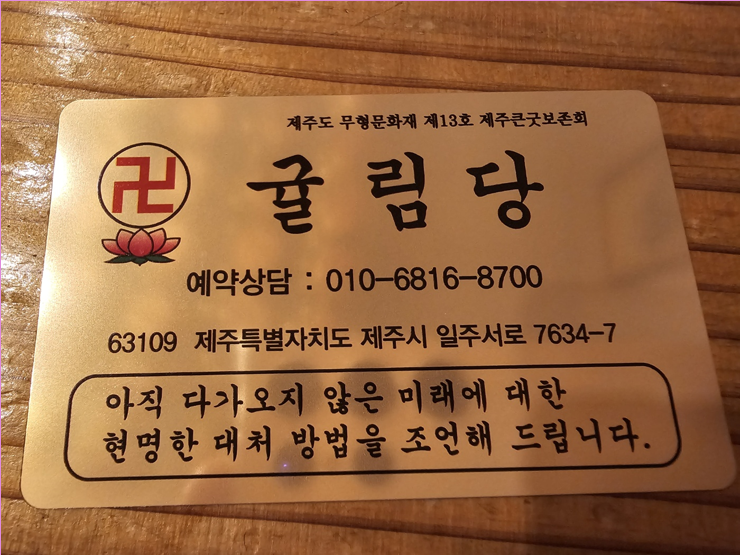 제주도 무형문화재 제13호 제주큰굿보존회
귤림당
예약상담 : 010-6816-8700
63109 제주특별자치도 제주시 일주서로 7634-7
아직 다가오지 않은 미래에 대한
현명한 대처 방법을 조언해 드립니다.